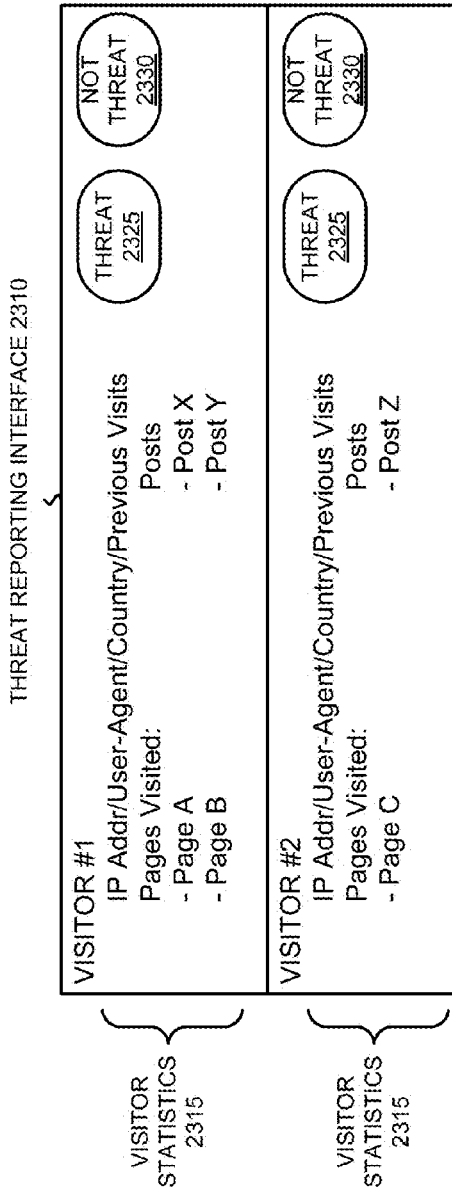 THREAT REPORTING INTERFACE 2310
VISITOR STATISTICS 2315
VISITOR #1
IP Addr/User-Agent/Country/Previous Visits
Pages Visited:
- Page A
- Page B
Posts
- Post X
- Post Y
THREAT
2325
NOT
THREAT
2330
VISITOR
STATISTICS
2315
VISITOR #2
IP Addr/User-Agent/Country/Previous Visits
Pages Visited:
- Page C
Posts
- Post Z
THREAT
2325
NOT
THREAT
2330